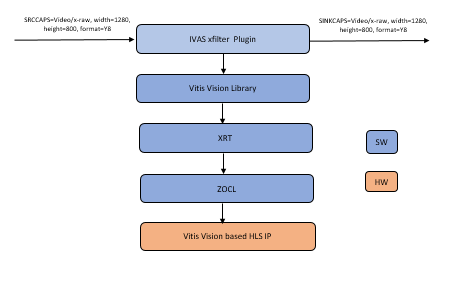 SRCCAPS=Video/x-raw, width=1280,
height=800, format=Y8
SINKCAPS=Video/x-raw, width=1280,
height=800, format=Y8
IVAS xfilter Plugin
Vitis Vision Library
XRT
SW
ZOCL
HW
Vitis Vision based HLS IP